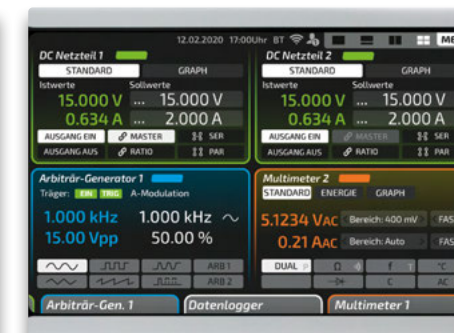 12.02.2020 17:00Uhr BT
DC Netzteil 1
STANDARD GRAPH
Istwerte Sollwerte
15.000 V ... 15.000 V
0.634 A ... 2.000 A
AUSGANG EIN MASTER SER
AUSGANG AUS RATIO PAR
DC Netzteil 2
STANDARD GRAPH
Istwerte Sollwerte
15.000 V ... 15.000 V
0.634 A ... 2.000 A
AUSGANG EIN MASTER SER
AUSGANG AUS RATIO PAR
Arbiträr-Generator 1
Träger: EIN TRIG A-Modulation
1.000 kHz 1.000 kHz
15.00 Vpp 50.00 %
ARB 1
ARB 2
Multimeter 2
STANDARD ENERGIE GRAPH
5.1234 VAC Bereich: 400 mV FAS
0.21 AAC Bereich: Auto FAS
DUAL P Ω f T °C
C AC
Arbiträr-Gen. 1 Datenlogger Multimeter 1